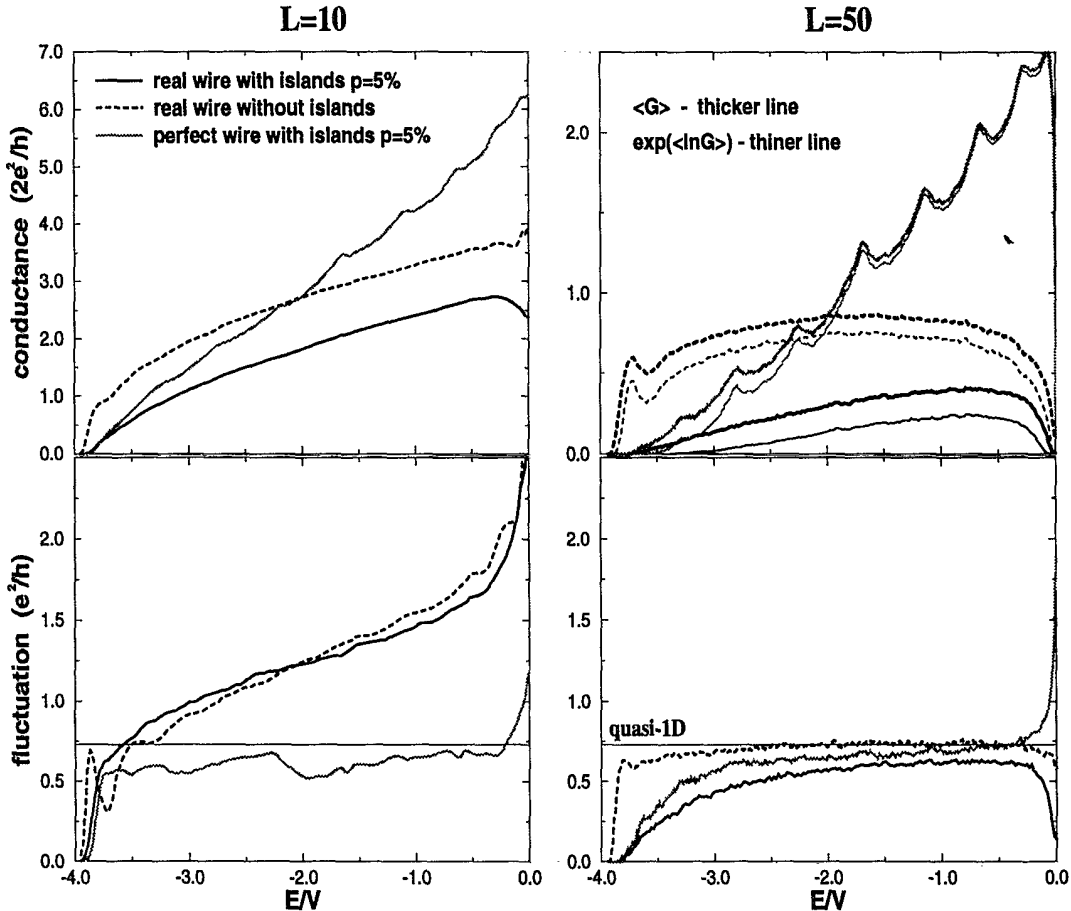 L=10
L=50
7.0
6.0
5.0
4.0
3.0
2.0
1.0
0.0
conductance (2e²/h)
real wire with islands p=5%
real wire without islands
perfect wire with islands p=5%
2.0
1.0
0.0
<G> - thicker line
exp(<lnG>) - thiner line
2.0
1.5
1.0
0.5
0.0
fluctuation (e²/h)
2.0
1.5
1.0
0.5
0.0
quasi-1D
-4.0 -3.0 -2.0 -1.0 0.0
E/V
-4.0 -3.0 -2.0 -1.0 0.0
E/V